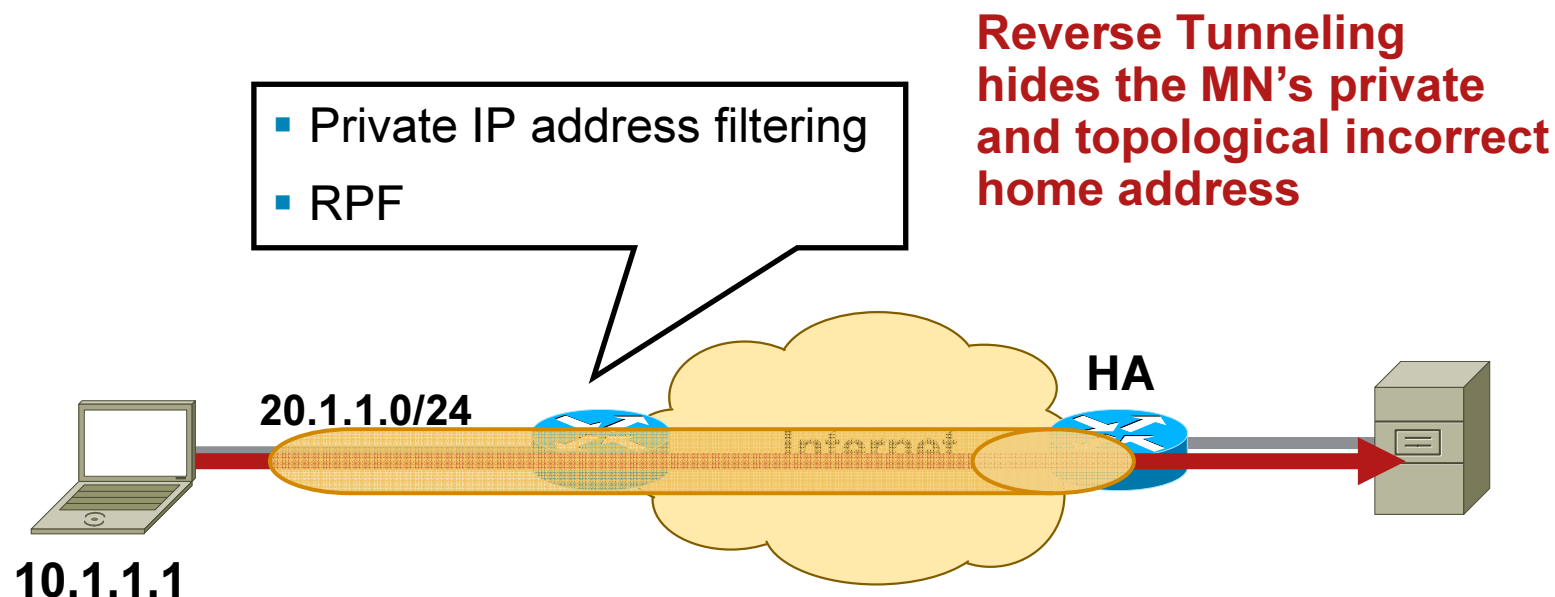 Reverse Tunneling
hides the MN’s private
and topological incorrect
home address
Private IP address filtering
RPF
HA
20.1.1.0/24
Internet
10.1.1.1